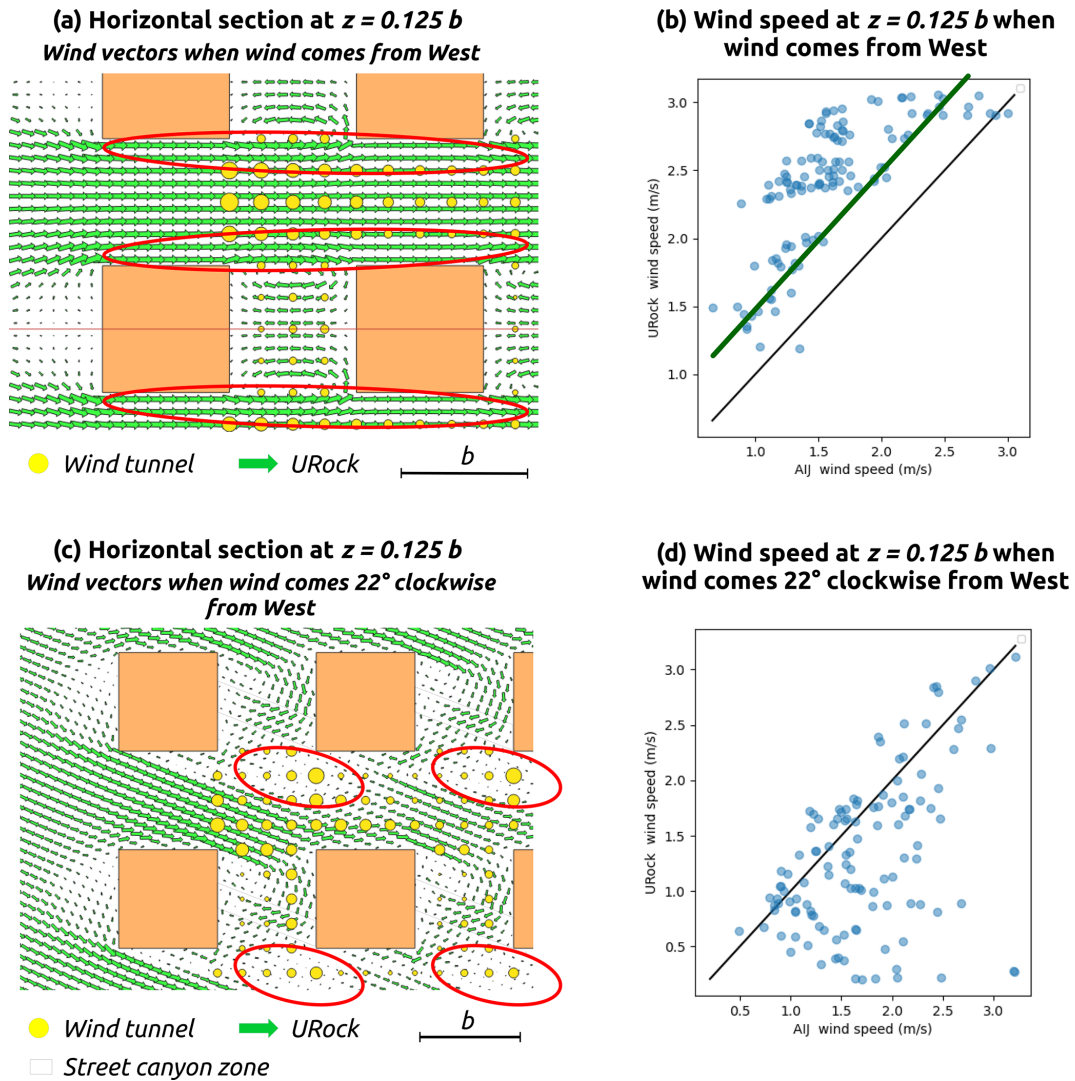 (a) Horizontal section at z = 0.125 b
Wind vectors when wind comes from West
Wind tunnel
URock
b
(b) Wind speed at z = 0.125 b when
wind comes from West
3.0
2.5
2.0
1.5
1.0
URock wind speed (m/s)
1.0
1.5
2.0
2.5
3.0
AIJ wind speed (m/s)
(c) Horizontal section at z = 0.125 b
Wind vectors when wind comes 22° clockwise
from West
Wind tunnel
URock
b
Street canyon zone
(d) Wind speed at z = 0.125 b when
wind comes 22° clockwise from West
3.0
2.5
2.0
1.5
1.0
0.5
URock wind speed (m/s)
0.5
1.0
1.5
2.0
2.5
3.0
AIJ wind speed (m/s)